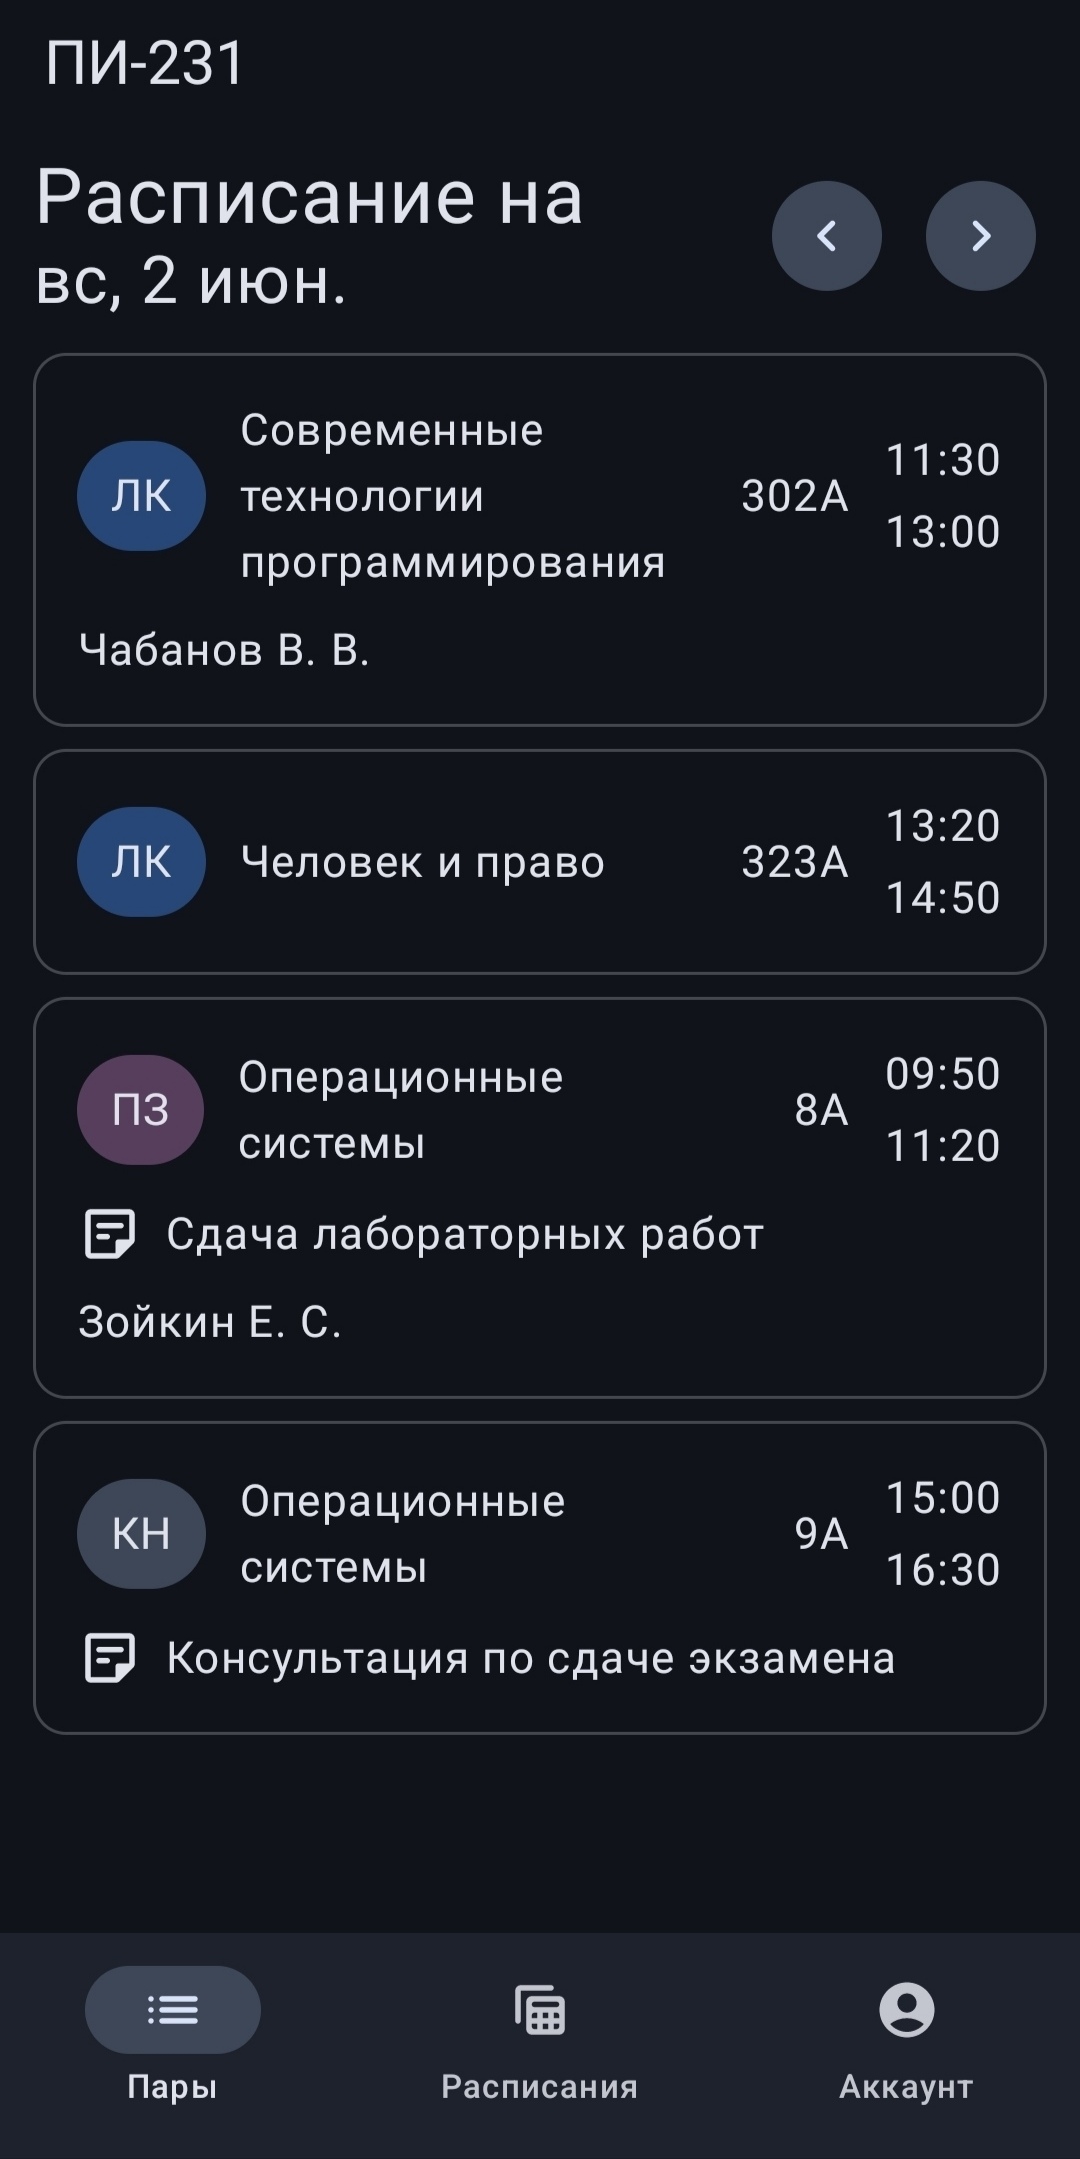 ПИ-231
Расписание на
вс, 2 июн.
ЛК
Современные
технологии
программирования
302А
11:30
13:00
Чабанов В. В.
ЛК
Человек и право
323А
13:20
14:50
ПЗ
Операционные
системы
8А
09:50
11:20
Сдача лабораторных работ
Зойкин Е. С.
КН
Операционные
системы
9А
15:00
16:30
Консультация по сдаче экзамена
Пары
Расписания
Аккаунт